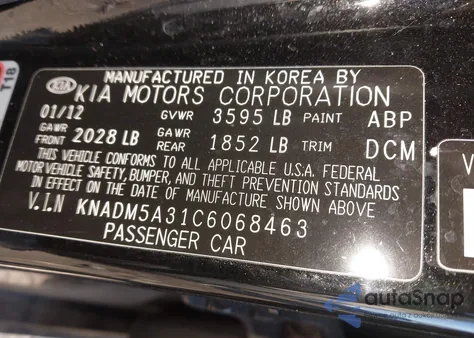 MANUFACTURED IN KOREA BY
KIA KIA MOTORS CORPORATION
01/12 GVWR 3595 LB PAINT ABP
GAWR FRONT 2028 LB GAWR REAR 1852 LB TRIM DCM
THIS VEHICLE CONFORMS TO ALL APPLICABLE U.S.A. FEDERAL
MOTOR VEHICLE SAFETY, BUMPER, AND THEFT PREVENTION STANDARDS
IN EFFECT ON THE DATE OF MANUFACTURE SHOWN ABOVE
V.I.N KNADM5A31C6068463
PASSENGER CAR
T18
V
autoSnap